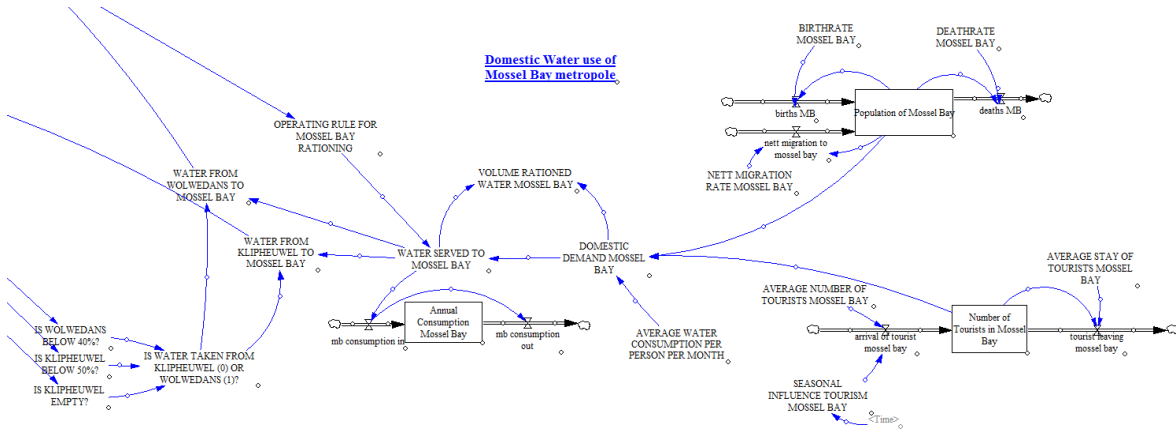 Domestic Water use of
Mossel Bay metropole
BIRTHRATE
MOSSEL BAY
DEATHRATE
MOSSEL BAY
births MB
Population of Mossel Bay
deaths MB
nett migration to
mossel bay
NETT MIGRATION
RATE MOSSEL BAY
OPERATING RULE FOR
MOSSEL BAY
RATIONING
WATER FROM
WOLWEDANS TO
MOSSEL BAY
VOLUME RATIONED
WATER MOSSEL BAY
WATER FROM
KLIPHEUWEL TO
MOSSEL BAY
WATER SERVED TO
MOSSEL BAY
DOMESTIC
DEMAND MOSSEL
BAY
AVERAGE STAY OF
TOURISTS MOSSEL BAY
AVERAGE NUMBER OF
TOURISTS MOSSEL BAY
Annual
Consumption
Mossel Bay
Number of
Tourists in Mossel
Bay
mb consumption in
mb consumption
out
AVERAGE WATER
CONSUMPTION PER
PERSON PER MONTH
arrival of tourist
mossel bay
tourist leaving
mossel bay
IS WOLWEDANS
BELOW 40%?
IS KLIPHEUWEL
BELOW 50%?
IS KLIPHEUWEL
EMPTY?
IS WATER TAKEN FROM
KLIPHEUWEL (0) OR
WOLWEDANS (1)?
SEASONAL
INFLUENCE TOURISM
MOSSEL BAY
<Time>